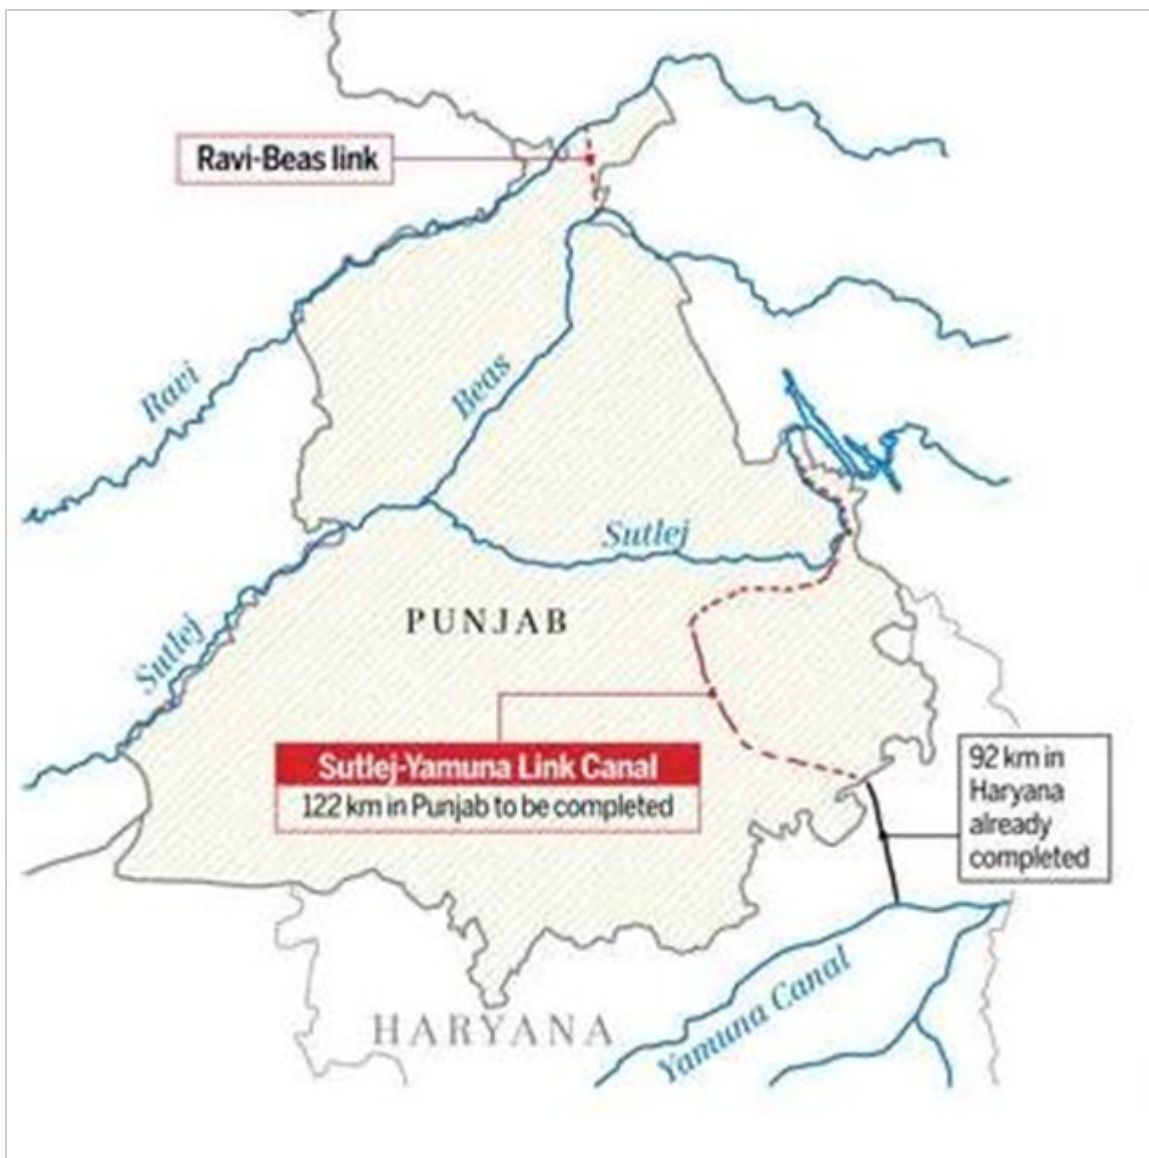 Ravi-Beas link
Ravi
Beas
Sutlej
PUNJAB
Sutlej
Sutlej-Yamuna Link Canal
122 km in Punjab to be completed
92 km in
Haryana
already
completed
Yamuna Canal
HARYANA